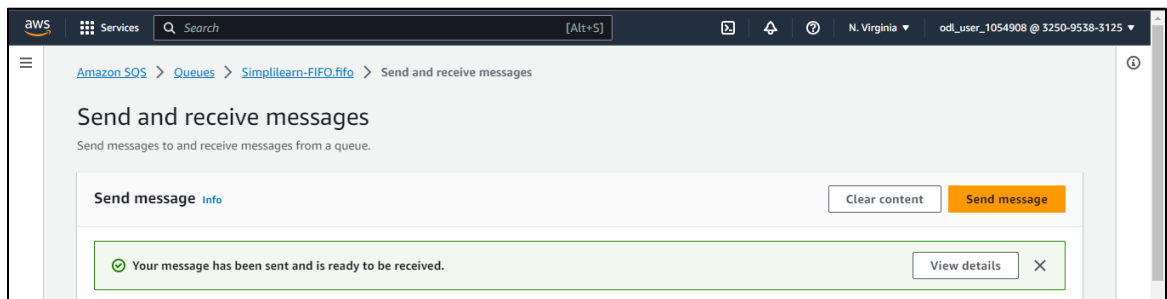 aws Services Search [Alt+S] N. Virginia ▼ odl_user_1054908 @ 3250-9538-3125 ▼
Amazon SQS > Queues > Simplilearn-FIFO.fifo > Send and receive messages
Send and receive messages
Send messages to and receive messages from a queue.
Send message Info Clear content Send message
Your message has been sent and is ready to be received. View details